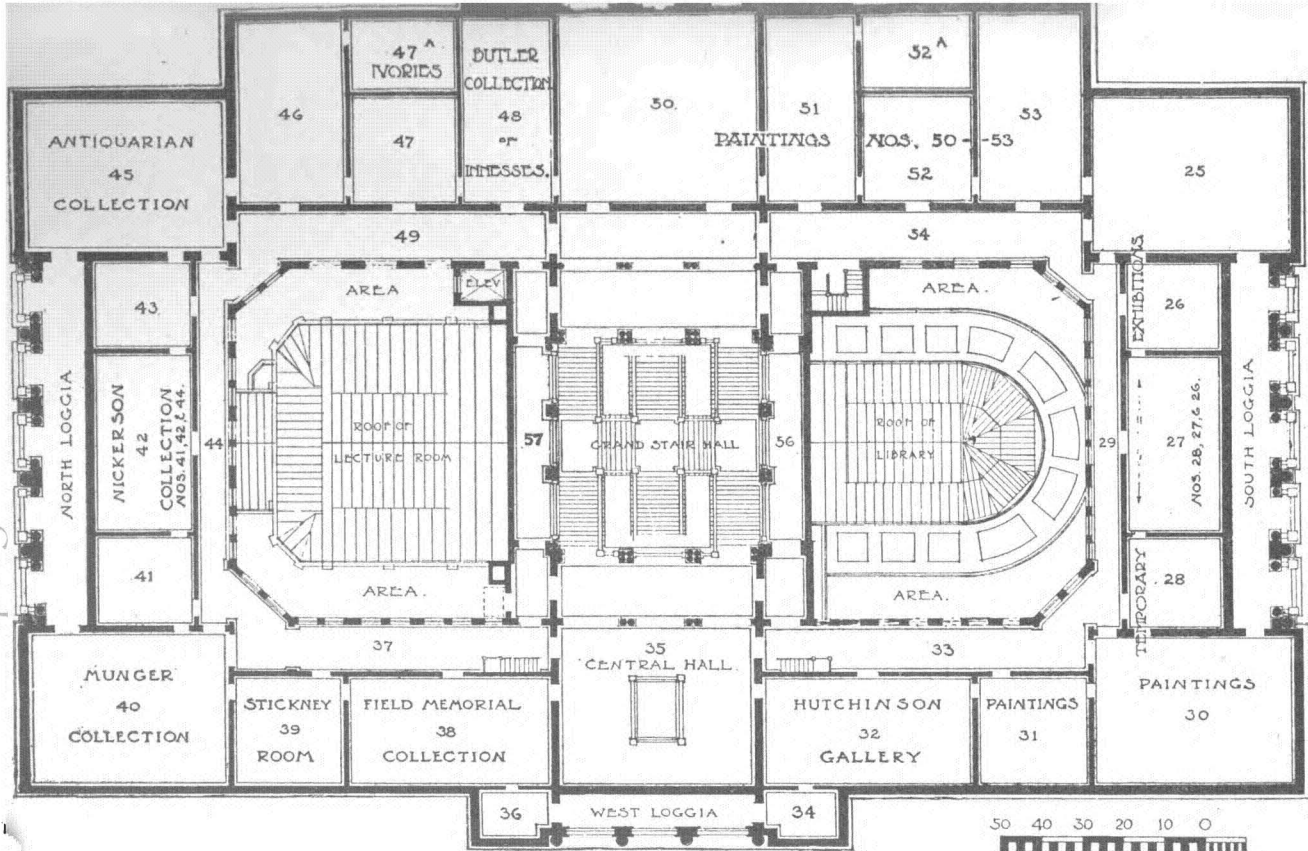 47 A
IVORIES
BUTLER
COLLECTION
48
OF
INNESSES.
46
47
50.
51
52 A
53
PAINTINGS NOS. 50 - -53
52
ANTIQUARIAN
45
COLLECTION
25
49
54
AREA
ELEV
AREA.
43
EXHIBITIONS
26
NORTH LOGGIA
NICKERSON
42
COLLECTION
NOS. 41, 42, & 44.
44
ROOF OF
LECTURE ROOM
57
GRAND STAIR HALL
56
ROOF OF
LIBRARY
29
27
NOS. 28, 27, & 26.
SOUTH LOGGIA
41
AREA.
AREA.
TEMPORARY
28
37
35
CENTRAL HALL.
33
MUNGER
40
COLLECTION
STICKNEY
39
ROOM
FIELD MEMORIAL
38
COLLECTION
HUTCHINSON
32
GALLERY
PAINTINGS
31
PAINTINGS
30
36
WEST LOGGIA
34
50 40 30 20 10 0